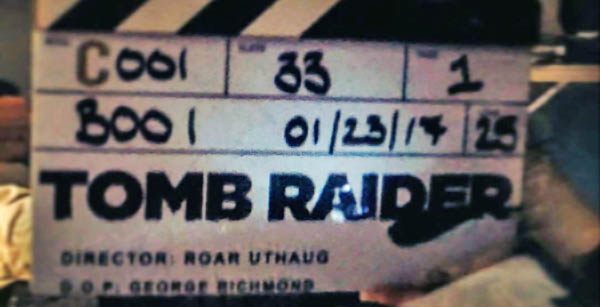 C001 33 1
B001 01/23/17 25
TOMB RAIDER
DIRECTOR: ROAR UTHAUG
D.O.P: GEORGE RICHMOND